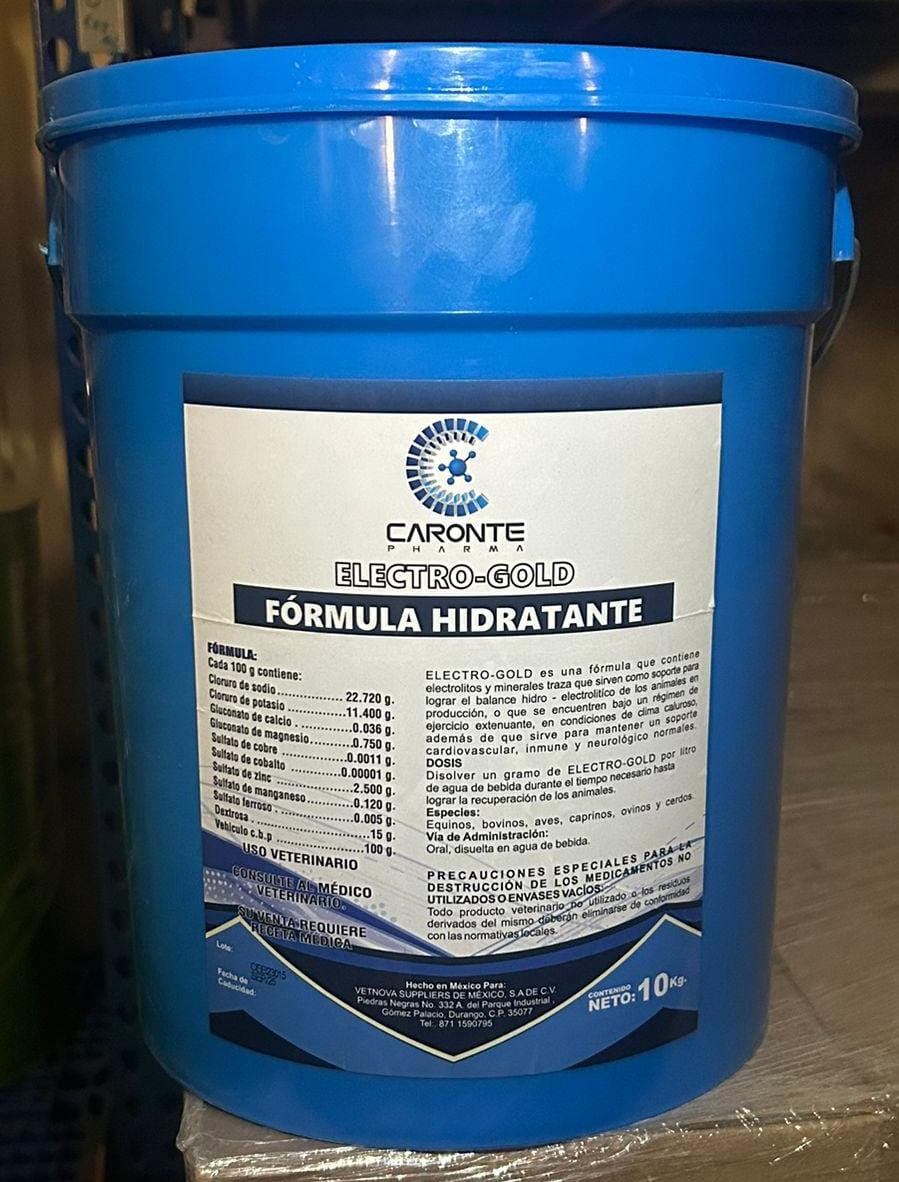 CARONTE
PHARMA
ELECTRO-GOLD
FÓRMULA HIDRATANTE
FÓRMULA:
Cada 100 g contiene:
Cloruro de sodio ................ 22.720 g.
Cloruro de potasio .............. 11.400 g.
Gluconato de calcio . ............0.036 g.
Gluconato de magnesio..........0.750 g.
Sulfato de cobre ...............0.0011 g.
Sulfato de cobalto ............0.00001 g.
Sulfato de zinc .................2.500 g.
Sulfato de manganeso ............0.120 g.
Sulfato ferroso . ...............0.005 g.
Dextrosa . ..........................15 g.
Vehiculo c.b.p .....................100 g.
USO VETERINARIO
CONSULTE AL MÉDICO
VETERINARIO.
SU VENTA REQUIERE
RECETA MÉDICA
ELECTRO-GOLD es una fórmula que contiene
electrolitos y minerales traza que sirven como soporte para
lograr el balance hidro - electrolítico de los animales en
producción, o que se encuentren bajo un régimen de
ejercicio extenuante, en condiciones de clima caluroso,
además de que sirve para mantener un soporte
cardiovascular, inmune y neurológico normales.
DOSIS
Disolver un gramo de ELECTRO-GOLD por litro
de agua de bebida durante el tiempo necesario hasta
lograr la recuperación de los animales.
Especies:
Equinos, bovinos, aves, caprinos, ovinos y cerdos.
Vía de Administración:
Oral, disuelta en agua de bebida.
PRECAUCIONES ESPECIALES PARA LA
DESTRUCCIÓN DE LOS MEDICAMENTOS NO
UTILIZADOS O ENVASES VACÍOS:
Todo producto veterinario no utilizado o los residuos
derivados del mismo deberán eliminarse de conformidad
con las normativas locales.
Lote:
Fecha de
Caducidad:
SEP25
Hecho en México Para:
VETNOVA SUPPLIERS DE MÉXICO, S.A DE C.V.
Piedras Negras No. 332 A. del Parque Industrial ,
Gómez Palacio, Durango, C.P. 35077
Tel:. 871 1590795
CONTENIDO
NETO: 10 Kg.